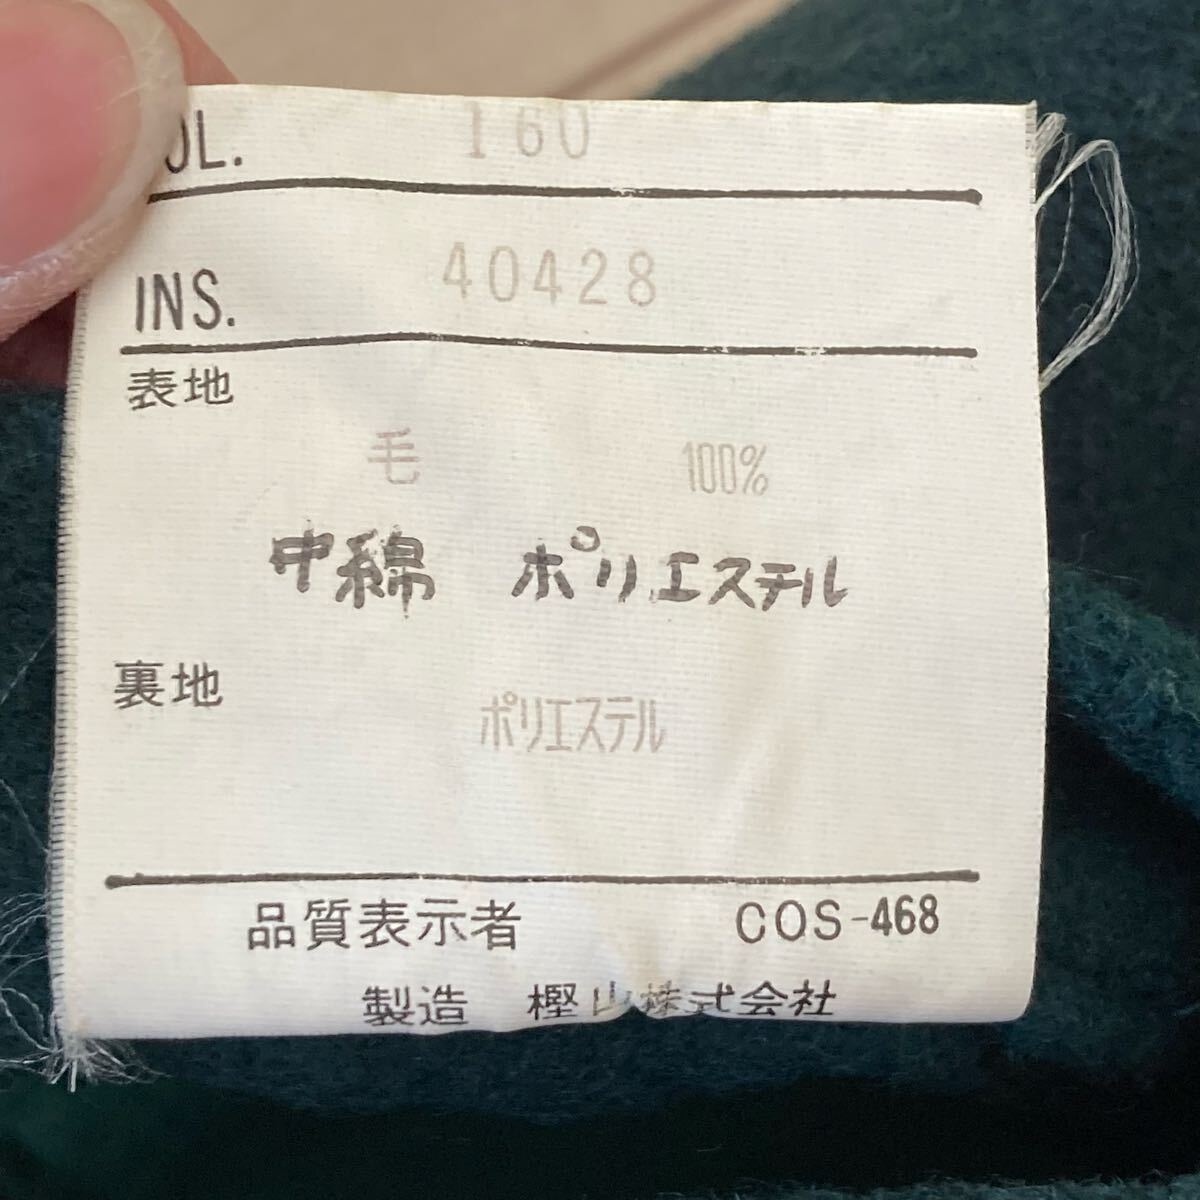 OL. 160
INS. 40428
表地
毛 100%
中綿 ポリエステル
裏地
ポリエステル
品質表示者 COS-468
製造 樫山株式会社